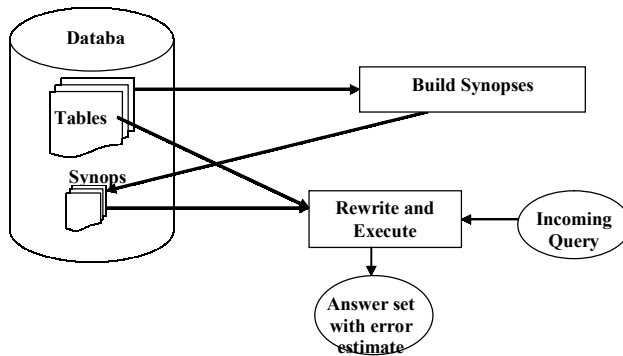 Databa
Build Synopses
Tables
Synops
Rewrite and
Execute
Incoming
Query
Answer set
with error
estimate